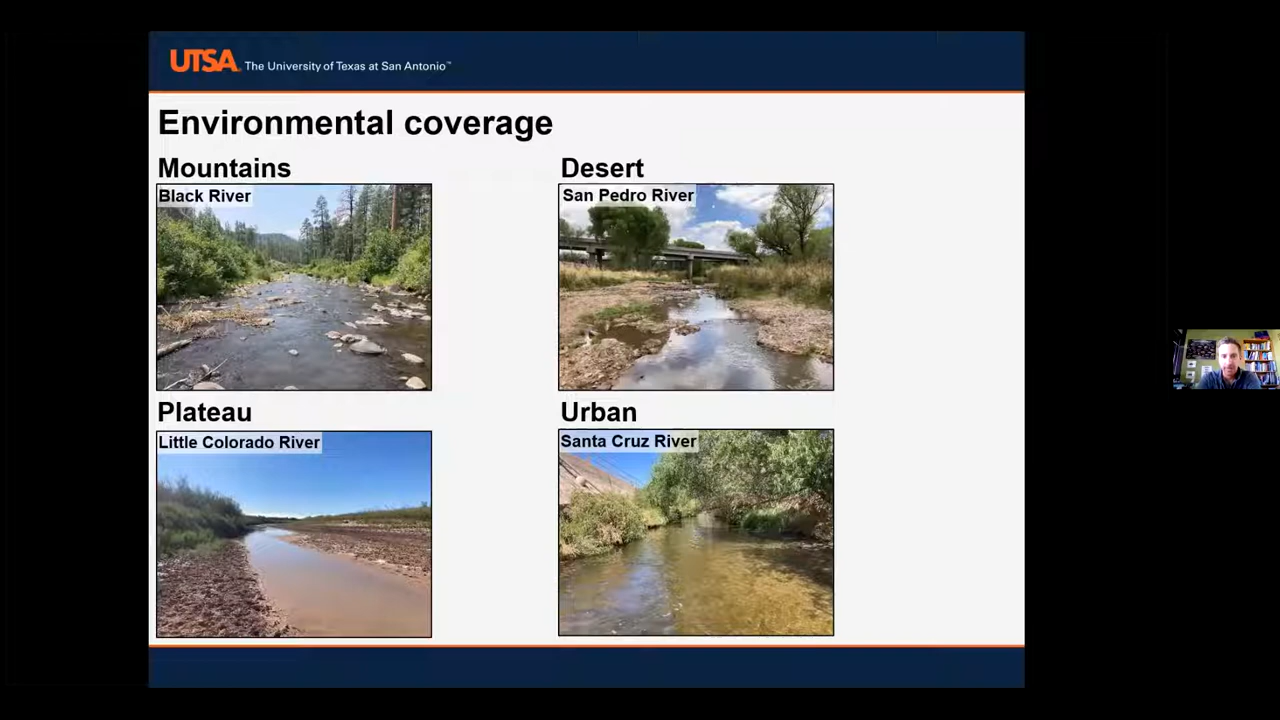 UTSA The University of Texas at San Antonio™
Environmental coverage
Mountains
Black River
Desert
San Pedro River
Plateau
Little Colorado River
Urban
Santa Cruz River